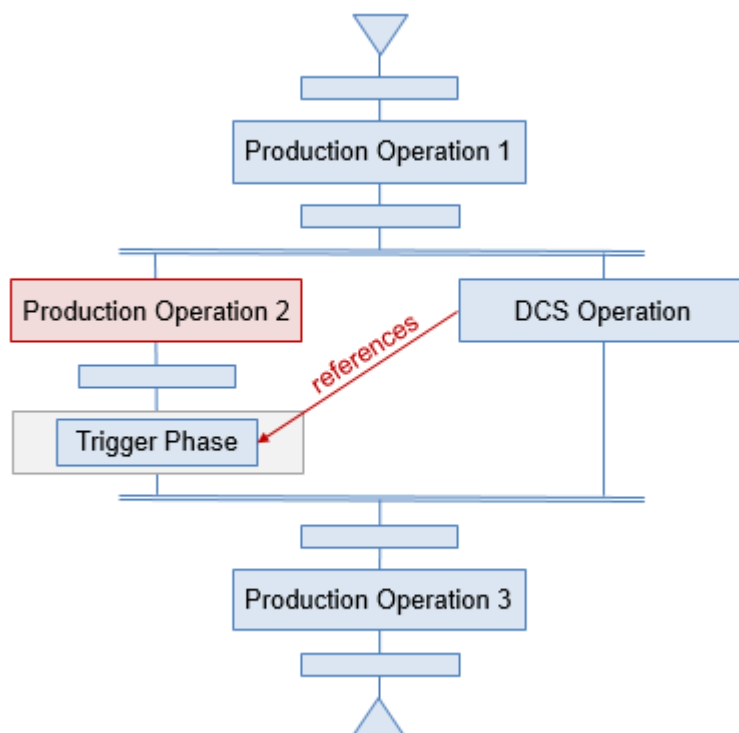 Production Operation 1
Production Operation 2
DCS Operation
references
Trigger Phase
Production Operation 3